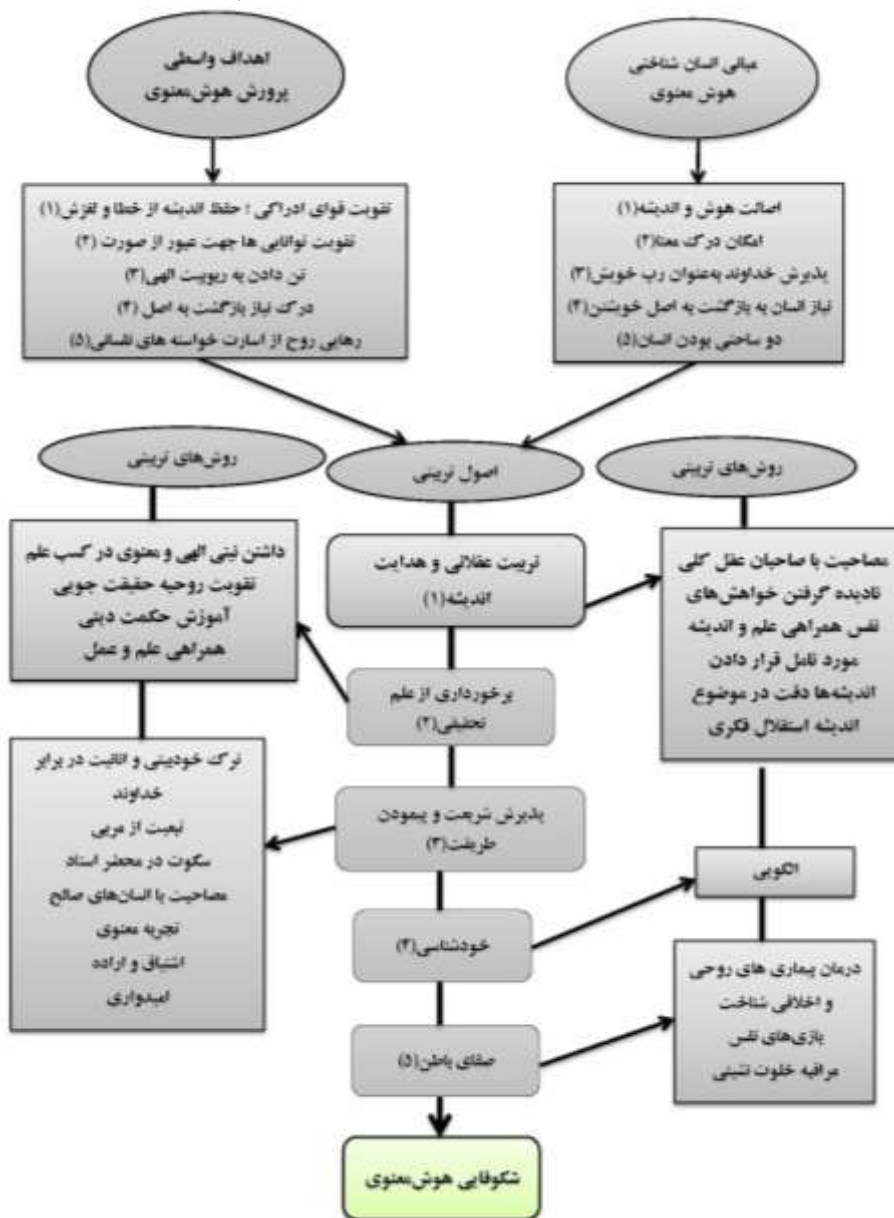 مبانی انسان شناختی
هوش معنوی
اهداف واسطی
پرورش هوش‌معنوی
اصالت هوش و اندیشه(۱)
امکان درک معنا(۲)
پذیرش خداوند به‌عنوان رب خویش(۳)
نیاز انسان به بازگشت به اصل خویشتن(۴)
دو ساحتی بودن انسان(۵)
تقویت قوای ادراکی ؛ حفظ اندیشه از خطا و لغزش(۱)
تقویت توانایی ها جهت عبور از صورت (۲)
تن دادن به ربوبیت الهی(۳)
درک نیاز بازگشت به اصل (۴)
رهایی روح از اسارت خواسته های نفسانی(۵)
روش‌های تربیتی
اصول تربیتی
روش‌های تربیتی
مصاحبت با صاحبان عقل کلی
نادیده گرفتن خواهش‌های
نفس همراهی علم و اندیشه
مورد تامل قرار دادن
اندیشه‌ها دقت در موضوع
اندیشه استقلال فکری
تربیت عقلانی و هدایت
اندیشه(۱)
داشتن نیتی الهی و معنوی در کسب علم
تقویت روحیه حقیقت جویی
آموزش حکمت دینی
همراهی علم و عمل
برخورداری از علم
تحقیقی(۲)
پذیرش شریعت و پیمودن
طریقت(۳)
ترک خودبینی و انانیت در برابر
خداوند
تبعیت از مربی
سکوت در محضر استاد
مصاحبت با انسان‌های صالح
تجربه معنوی
اشتیاق و اراده
امیدواری
الگویی
خودشناسی(۴)
درمان بیماری های روحی
و اخلاقی شناخت
بازی‌های نفس
مراقبه خلوت نشینی
صفای باطن(۵)
شکوفایی هوش‌معنوی